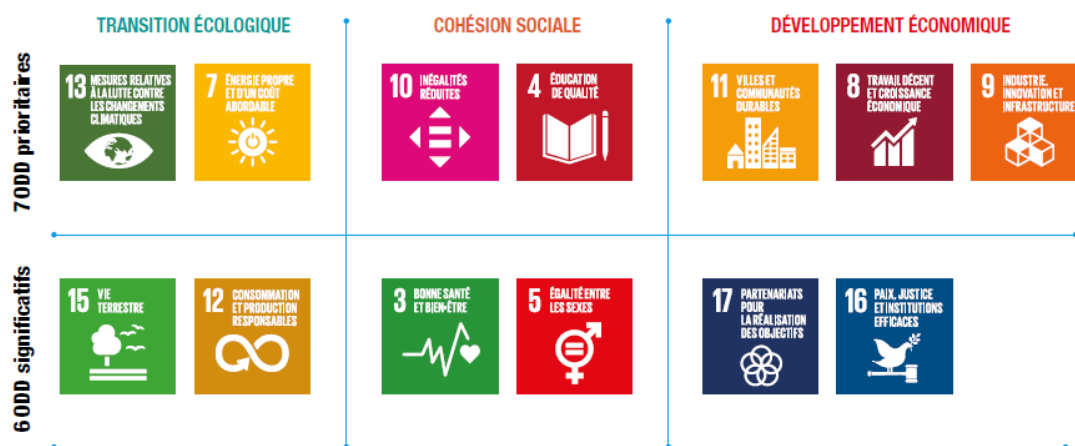 TRANSITION ÉCOLOGIQUE
COHÉSION SOCIALE
DÉVELOPPEMENT ÉCONOMIQUE
7 ODD prioritaires
13 MESURES RELATIVES
À LA LUTTE CONTRE
LES CHANGEMENTS
CLIMATIQUES
7 ÉNERGIE PROPRE
ET D'UN COÛT
ABORDABLE
10 INÉGALITÉS
RÉDUITES
4 ÉDUCATION
DE QUALITÉ
11 VILLES ET
COMMUNAUTÉS
DURABLES
8 TRAVAIL DÉCENT
ET CROISSANCE
ÉCONOMIQUE
9 INDUSTRIE,
INNOVATION ET
INFRASTRUCTURE
6 ODD significatifs
15 VIE
TERRESTRE
12 CONSOMMATION
ET PRODUCTION
RESPONSABLES
3 BONNE SANTÉ
ET BIEN-ÊTRE
5 ÉGALITÉ ENTRE
LES SEXES
17 PARTENARIATS
POUR
LA RÉALISATION
DES OBJECTIFS
16 PAIX, JUSTICE
ET INSTITUTIONS
EFFICACES